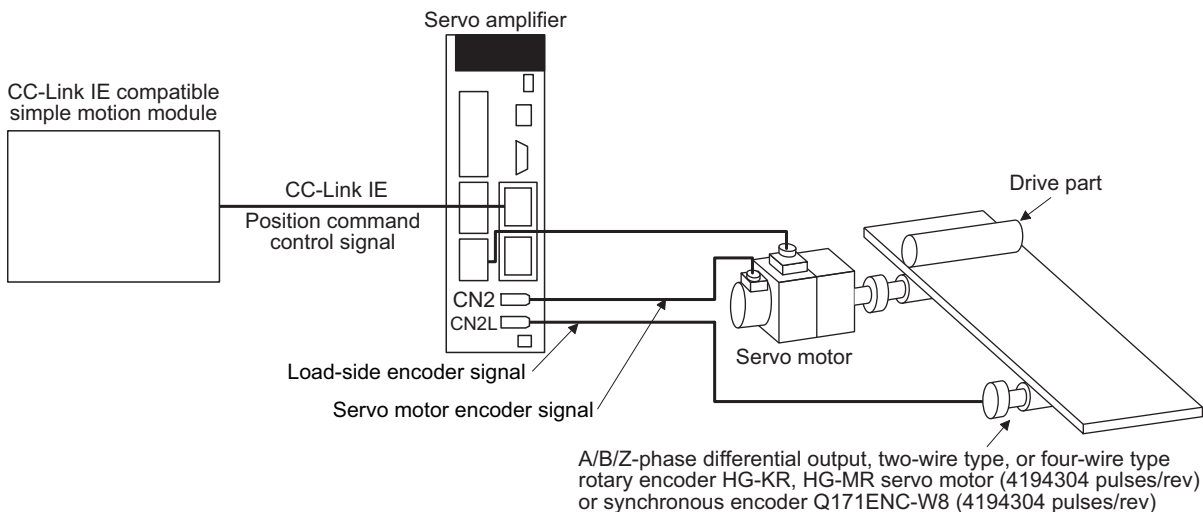 Servo amplifier
CC-Link IE compatible
simple motion module
CC-Link IE
Position command
control signal
Drive part
CN2
CN2L
Servo motor
Load-side encoder signal
Servo motor encoder signal
A/B/Z-phase differential output, two-wire type, or four-wire type
rotary encoder HG-KR, HG-MR servo motor (4194304 pulses/rev)
or synchronous encoder Q171ENC-W8 (4194304 pulses/rev)